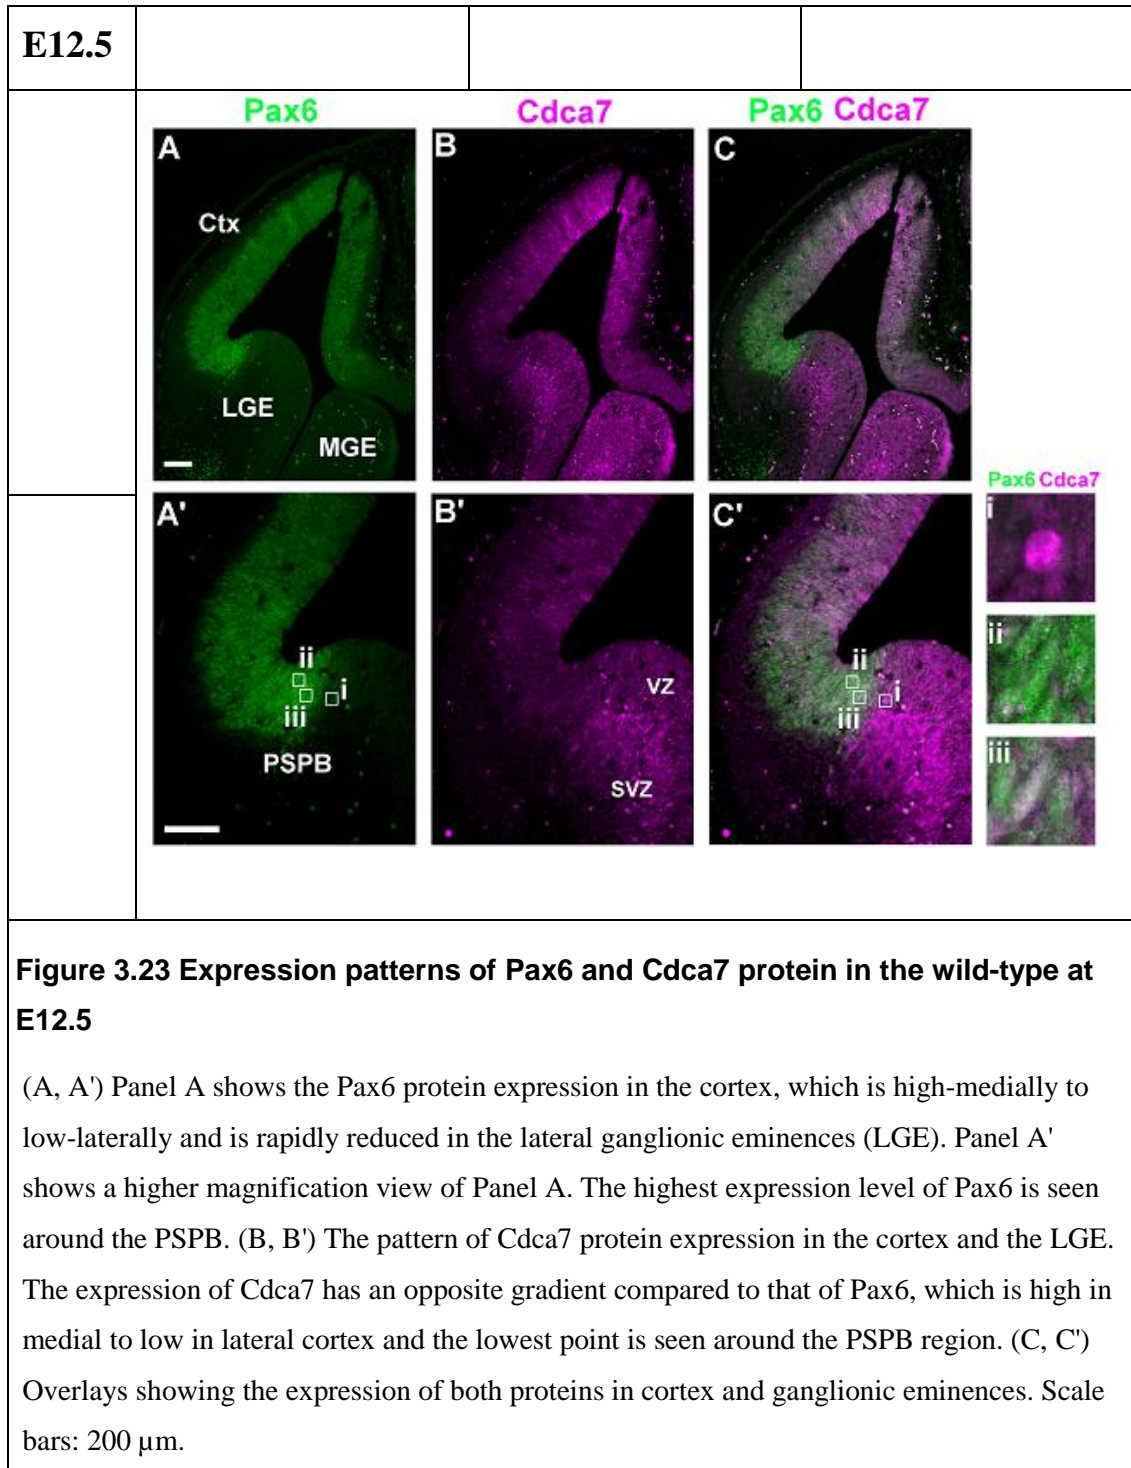 E12.5
Pax6
Cdca7
Pax6 Cdca7
A
B
C
Ctx
LGE
MGE
A'
B'
C'
Pax6 Cdca7
i
ii
i
iii
PSPB
VZ
SVZ
ii
i
iii
ii
iii
Figure 3.23 Expression patterns of Pax6 and Cdca7 protein in the wild-type at
E12.5
(A, A') Panel A shows the Pax6 protein expression in the cortex, which is high-medially to
low-laterally and is rapidly reduced in the lateral ganglionic eminences (LGE). Panel A'
shows a higher magnification view of Panel A. The highest expression level of Pax6 is seen
around the PSPB. (B, B') The pattern of Cdca7 protein expression in the cortex and the LGE.
The expression of Cdca7 has an opposite gradient compared to that of Pax6, which is high in
medial to low in lateral cortex and the lowest point is seen around the PSPB region. (C, C')
Overlays showing the expression of both proteins in cortex and ganglionic eminences. Scale
bars: 200 µm.